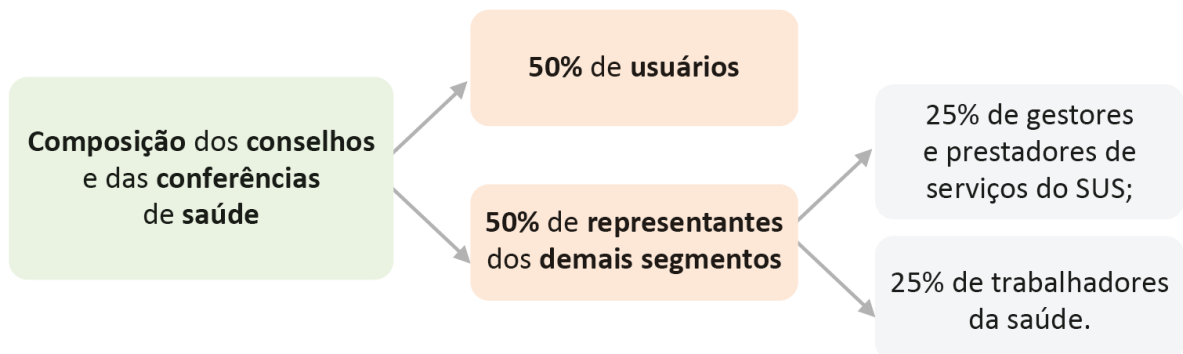 Composição dos conselhos
e das conferências
de saúde
50% de usuários
50% de representantes
dos demais segmentos
25% de gestores
e prestadores de
serviços do SUS;
25% de trabalhadores
da saúde.